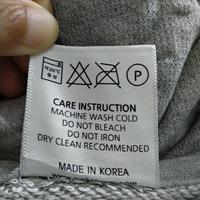 P
CARE INSTRUCTION
MACHINE WASH COLD
DO NOT BLEACH
DO NOT IRON
DRY CLEAN RECOMMENDED
MADE IN KOREA